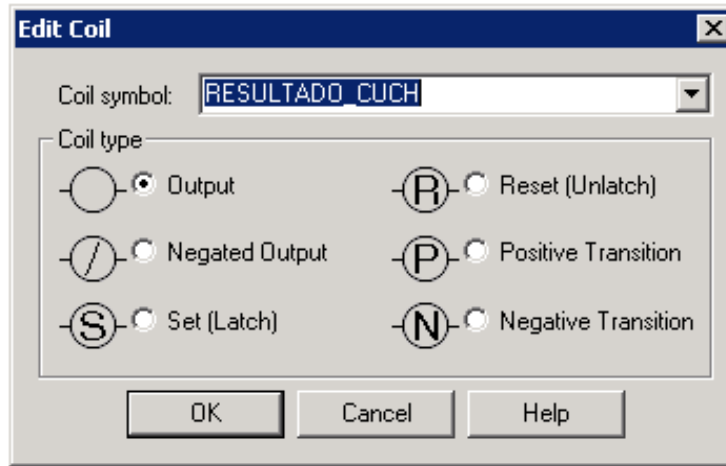 Edit Coil
Coil symbol: RESULTADO_CUCH
Coil type
Output
R Reset (Unlatch)
/ Negated Output
P Positive Transition
S Set (Latch)
N Negative Transition
OK Cancel Help